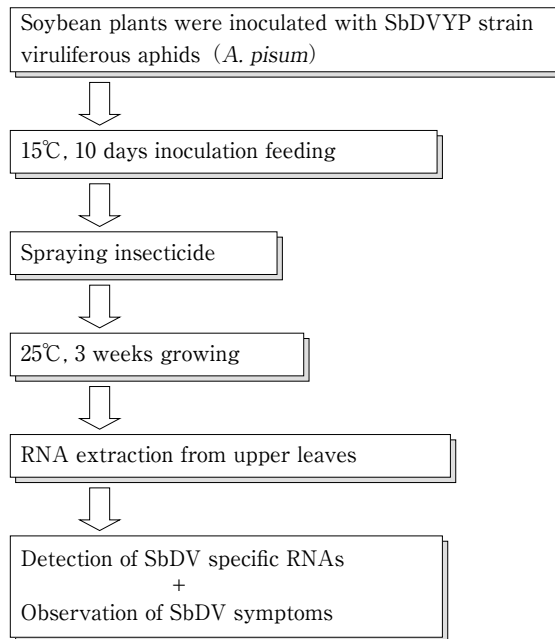 Soybean plants were inoculated with SbDVYP strain
viruliferous aphids (A. pisum)
15℃, 10 days inoculation feeding
Spraying insecticide
25℃, 3 weeks growing
RNA extraction from upper leaves
Detection of SbDV specific RNAs
+
Observation of SbDV symptoms